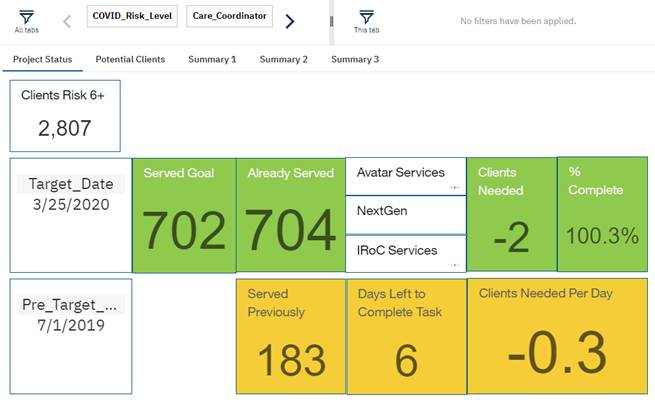 All tabs
COVID_Risk_Level
Care_Coordinator
This tab
No filters have been applied.
Project Status
Potential Clients
Summary 1
Summary 2
Summary 3
Clients Risk 6+
2,807
Target_Date
3/25/2020
Served Goal
702
Already Served
704
Avatar Services
NextGen
IRoC Services
Clients
Needed
-2
%
Complete
100.3%
Pre_Target_...
7/1/2019
Served
Previously
183
Days Left to
Complete Task
6
Clients Needed Per Day
-0.3